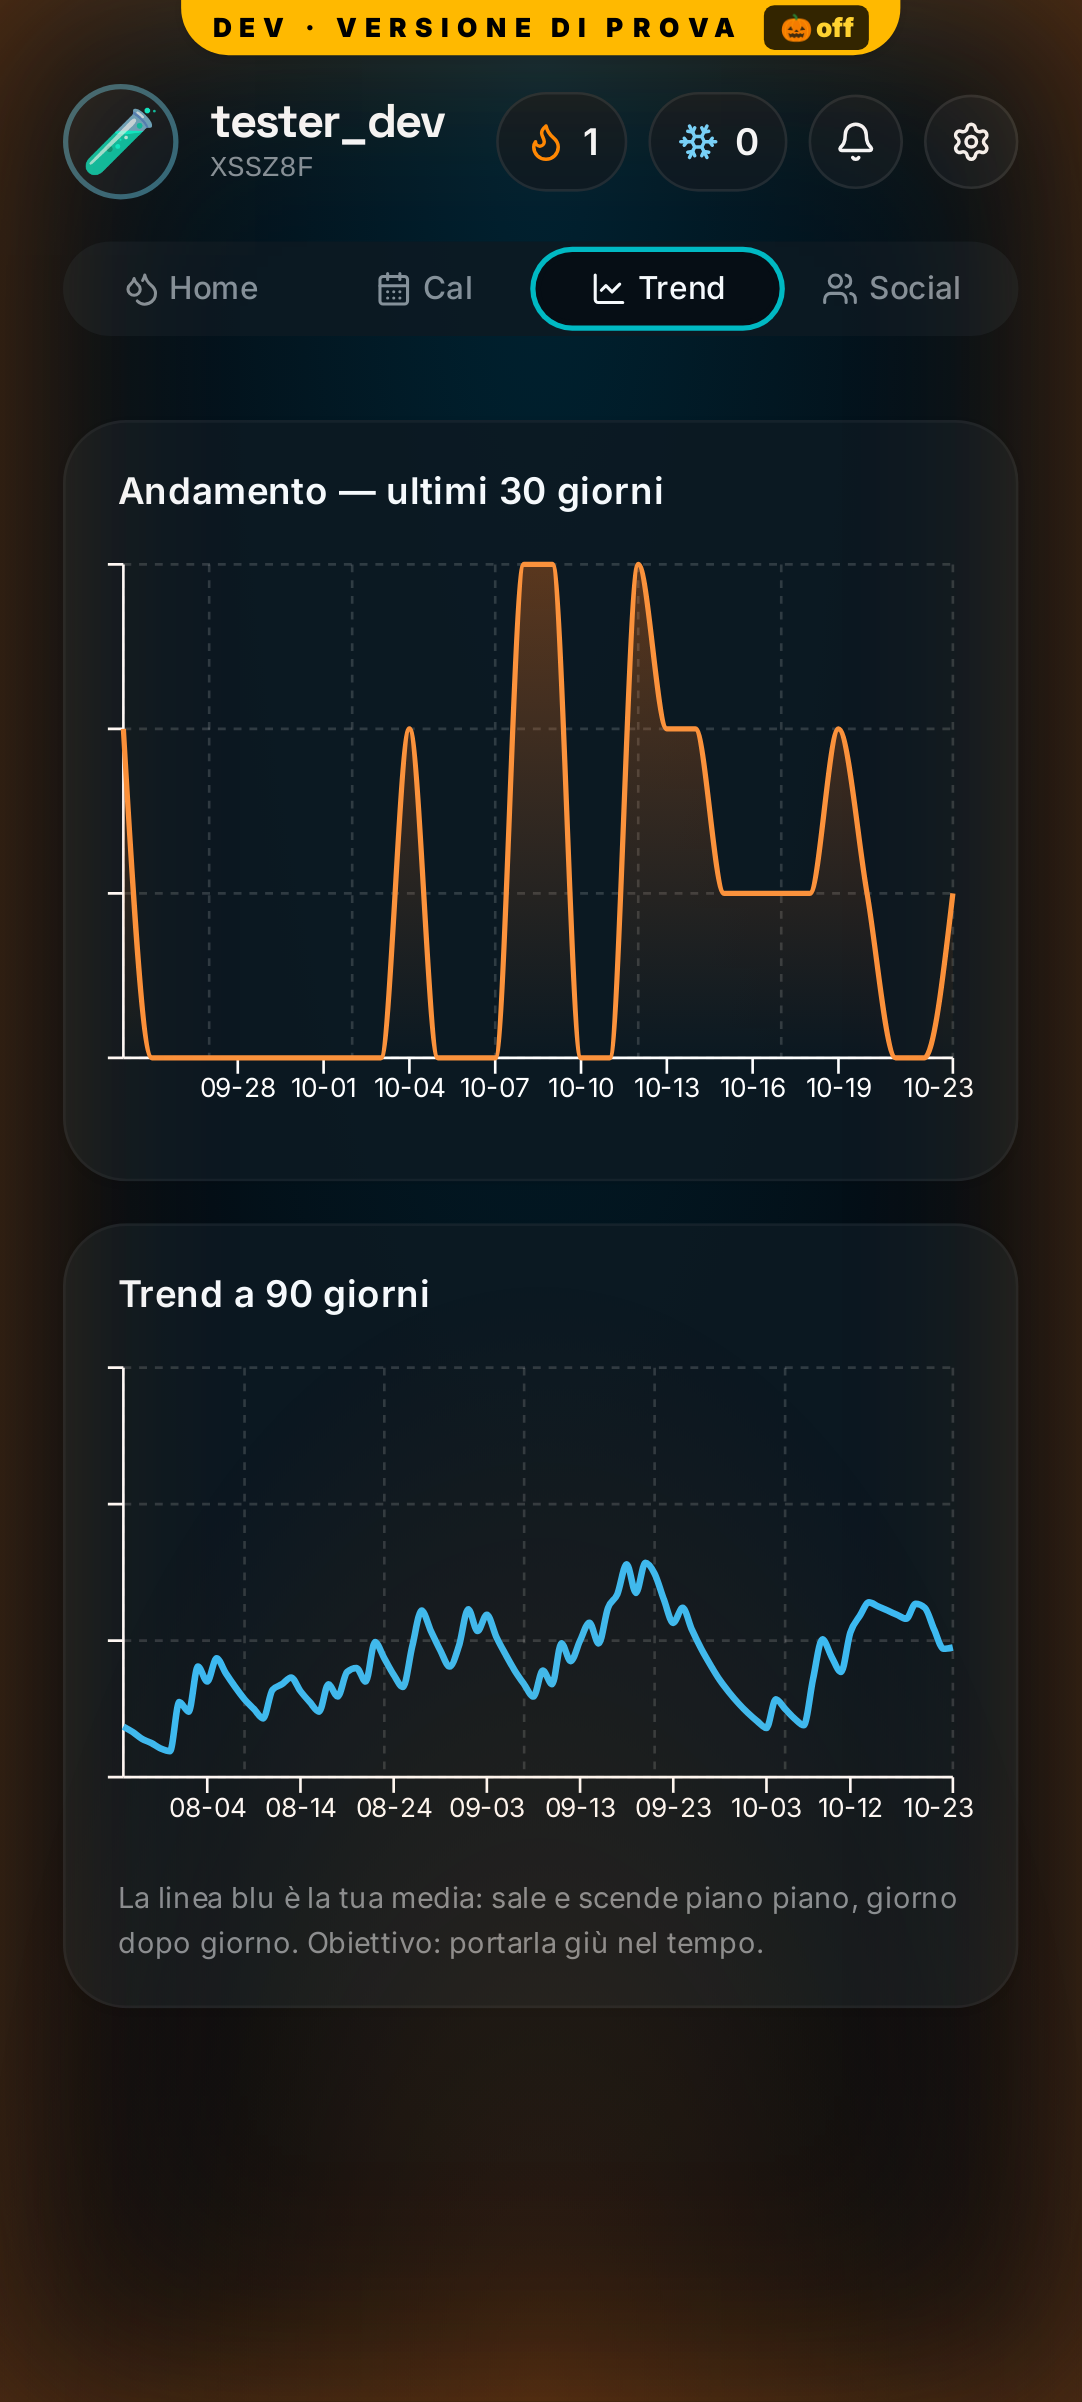 DEV · VERSIONE DI PROVA 🎃 off
tester_dev
XSSZ8F
1
0
Home
Cal
Trend
Social
Andamento — ultimi 30 giorni
09-28 10-01 10-04 10-07 10-10 10-13 10-16 10-19 10-23
Trend a 90 giorni
08-04 08-14 08-24 09-03 09-13 09-23 10-03 10-12 10-23
La linea blu è la tua media: sale e scende piano piano, giorno
dopo giorno. Obiettivo: portarla giù nel tempo.